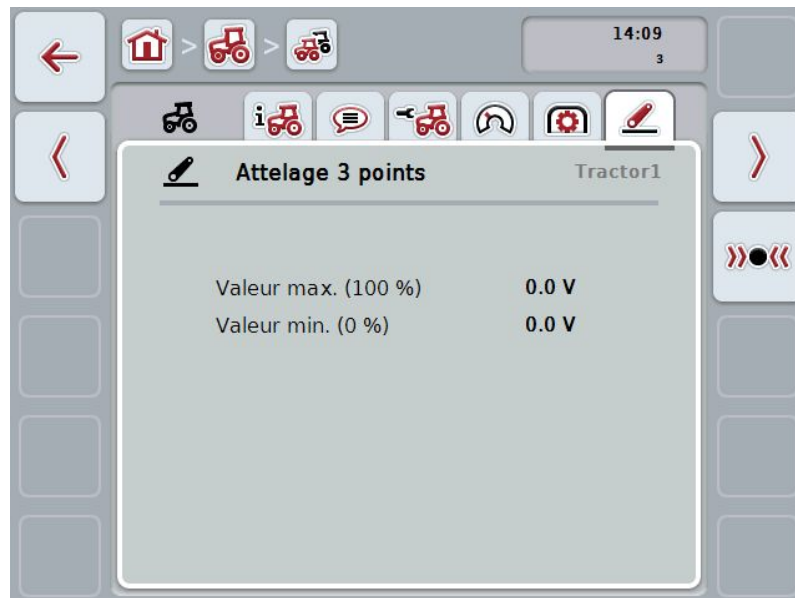 14:09
3
i
Attelage 3 points
Tractor1
Valeur max. (100 %)
0.0 V
Valeur min. (0 %)
0.0 V